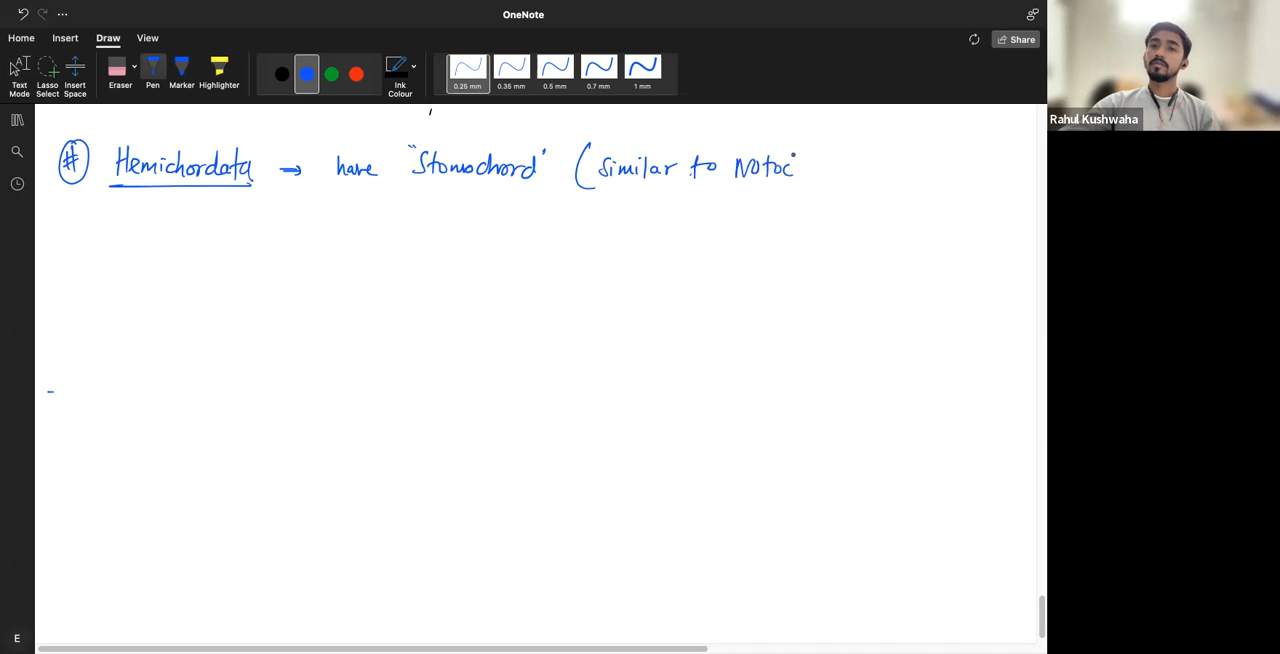 OneNote
Home Insert Draw View
Share
Text Mode
Lasso Select
Insert Space
Eraser
Pen
Marker
Highlighter
Ink Colour
0.25 mm
0.35 mm
0.5 mm
0.7 mm
1 mm
Rahul Kushwaha
# Hemichordata → have "Stomochord" (Similar to Notoc
E